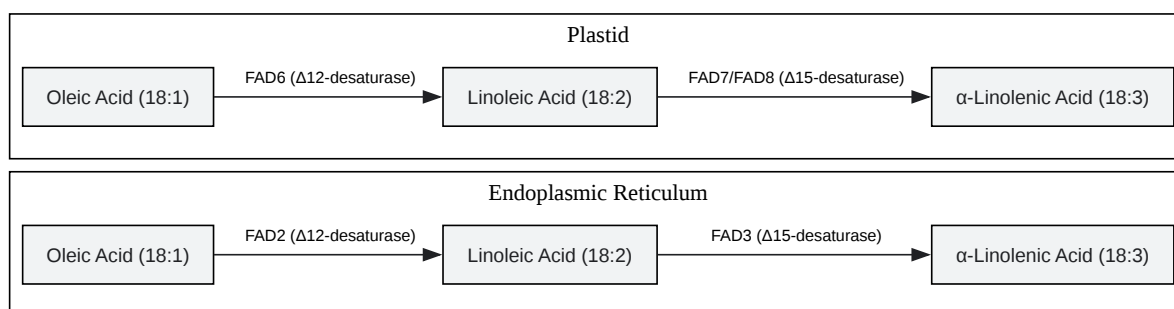 Plastid
FAD6 (Δ12-desaturase)
FAD7/FAD8 (Δ15-desaturase)
Oleic Acid (18:1)
Linoleic Acid (18:2)
α-Linolenic Acid (18:3)
Endoplasmic Reticulum
FAD2 (Δ12-desaturase)
FAD3 (Δ15-desaturase)
Oleic Acid (18:1)
Linoleic Acid (18:2)
α-Linolenic Acid (18:3)